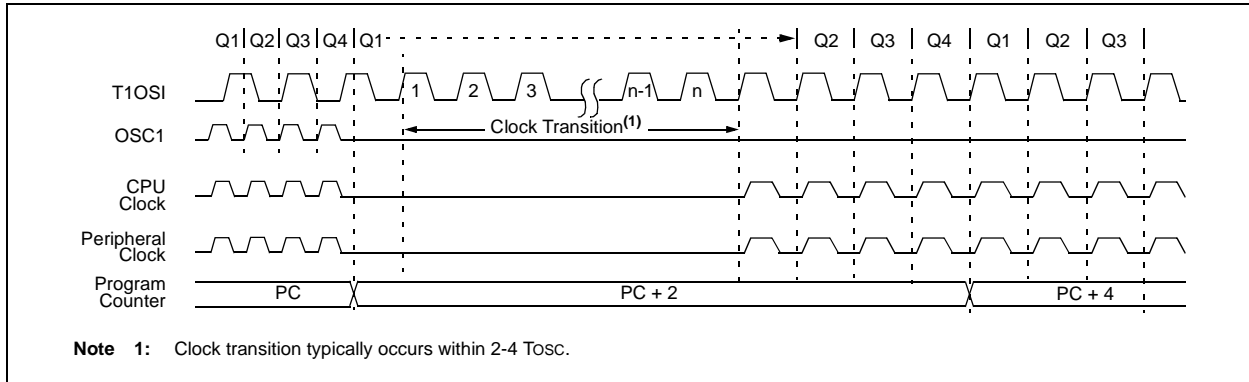 Q1 Q2 Q3 Q4 Q1 Q2 Q3 Q4 Q1 Q2 Q3
T1OSI 1 2 3 n-1 n
Clock Transition(1)
OSC1
CPU
Clock
Peripheral
Clock
Program
Counter
PC PC + 2 PC + 4
Note 1: Clock transition typically occurs within 2-4 TOSC.